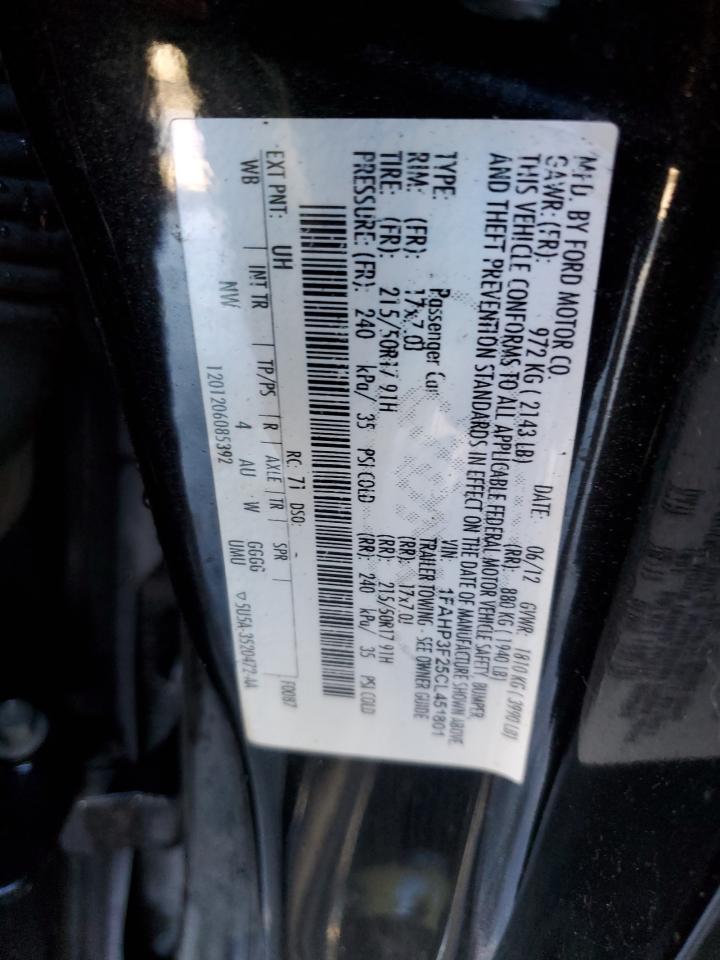 MFD. BY FORD MOTOR CO.
DATE: 06/12 GVWR: 1810 KG ( 3990 LB)
GAWR: (FR): 972 KG ( 2143 LB) (RR): 880 KG ( 1940 LB)
THIS VEHICLE CONFORMS TO ALL APPLICABLE FEDERAL MOTOR VEHICLE SAFETY, BUMPER,
AND THEFT PREVENTION STANDARDS IN EFFECT ON THE DATE OF MANUFACTURE SHOWN ABOVE.
VIN: 1FAHP3F25CL451801
TYPE: Passenger Car TRAILER TOWING - SEE OWNER GUIDE
RIM: (FR): 17x7.0J (RR): 17x7.0J
TIRE: (FR): 215/50R17 91H (RR): 215/50R17 91H
PRESSURE: (FR): 240 kPa/ 35 PSI COLD (RR): 240 kPa/ 35 PSI COLD
EXT PNT: UH RC: 71 DSO: F0087
WB INT TR TP/PS R AXLE TR SPR
NW 4 AU W GGGG
1201206085392 UMU ▽5U5A-3520472-AA